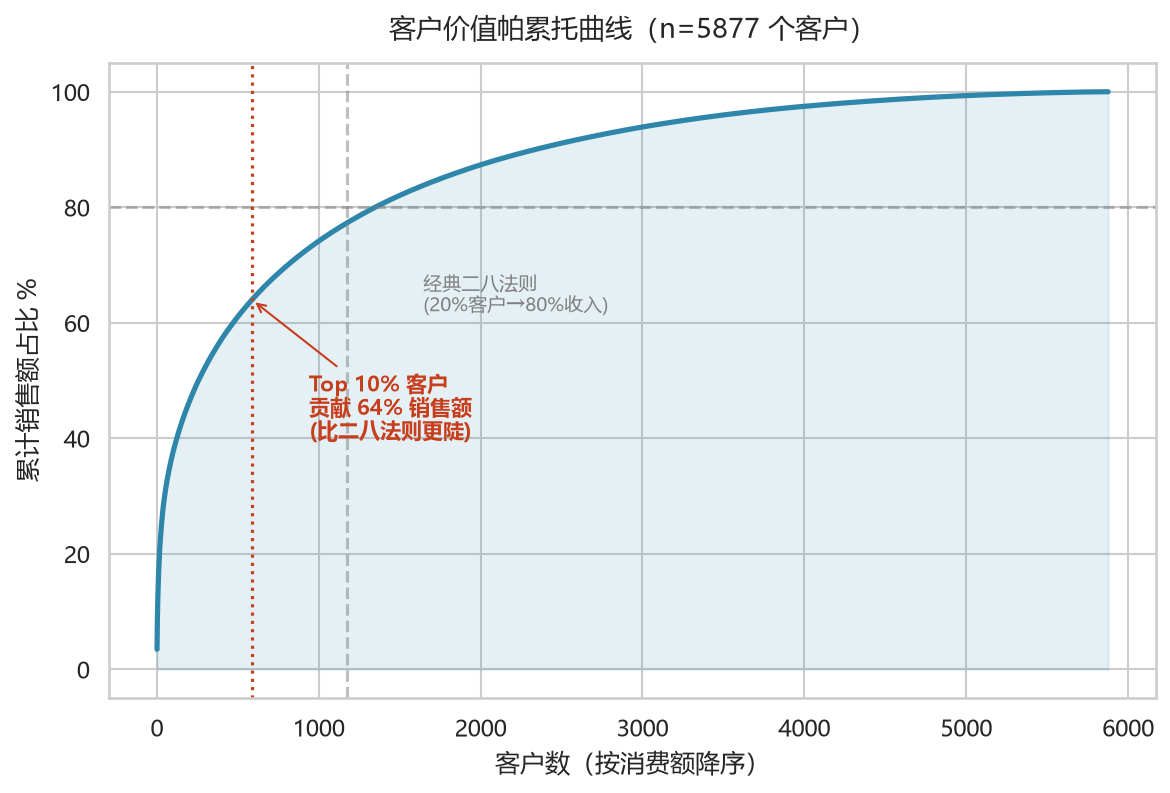 客户价值帕累托曲线（n=5877 个客户）
累计销售额占比 %
100
80
60
40
20
0
经典二八法则
(20%客户→80%收入)
Top 10% 客户
贡献 64% 销售额
(比二八法则更陡)
0 1000 2000 3000 4000 5000 6000
客户数（按消费额降序）